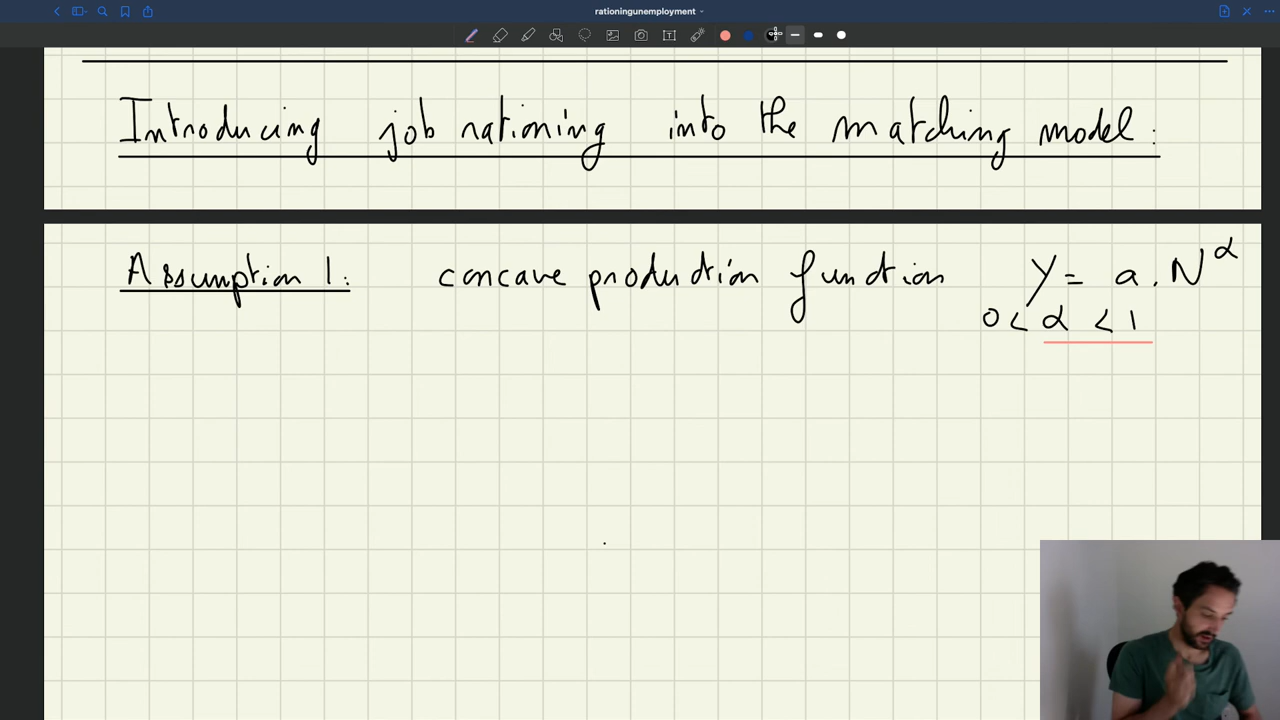 rationingunemployment
Introducing job rationing into the matching model:
Assumption 1: concave production function Y = a . N^α
0 < α < 1